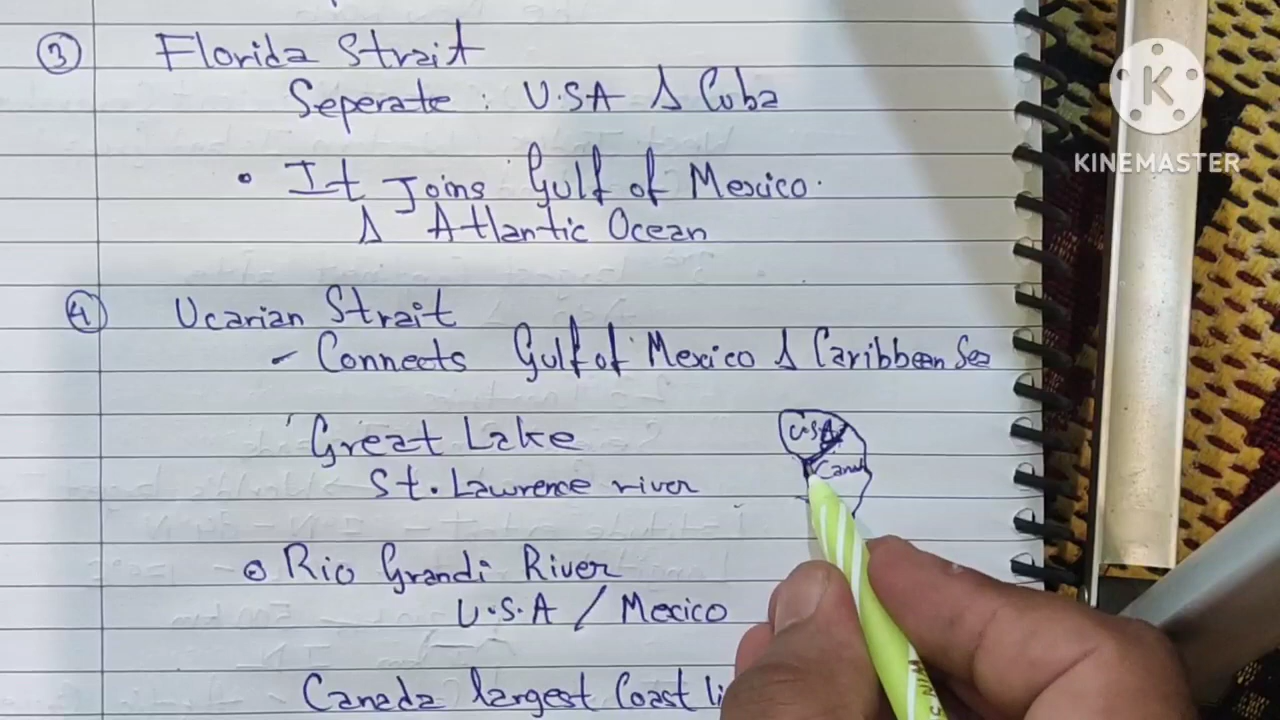 3 Florida Strait
Seperate : U.S.A & Cuba
• It Joins Gulf of Mexico.
& Atlantic Ocean
4 Ucarian Strait
- Connects Gulf of Mexico & Caribbean Sea
Great Lake
St. Lawrence river
U.S.A
Cana
Rio Grandi River
U.S.A / Mexico
Canada largest Coast li
K
KINEMASTER